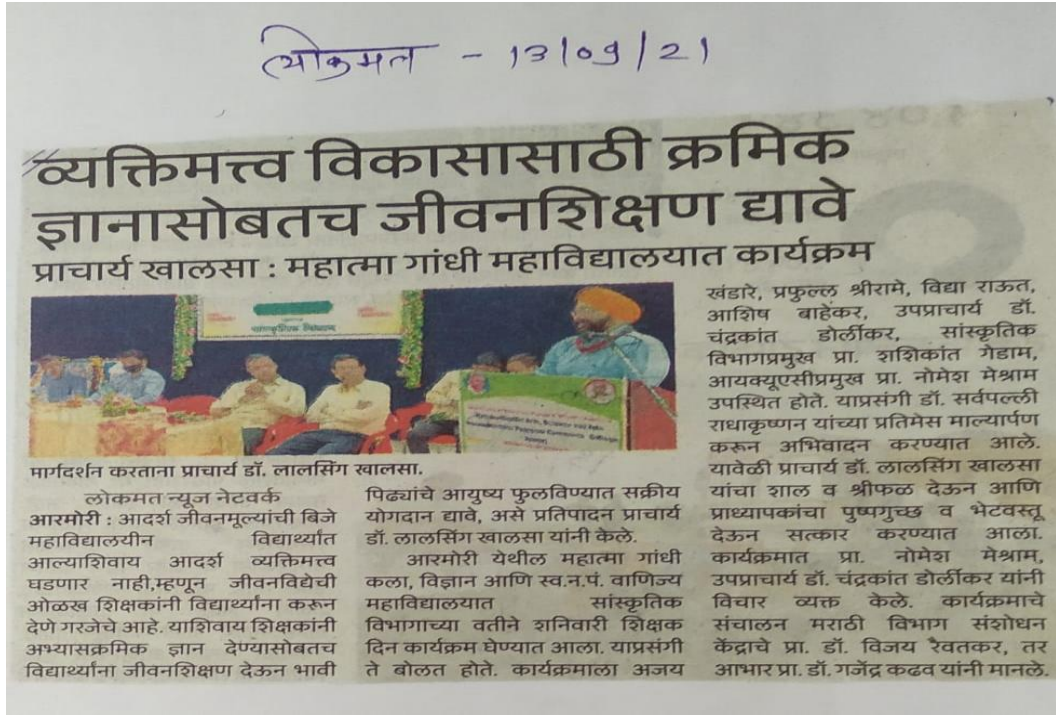 लोकमत - 13/09/21
व्यक्तिमत्त्व विकासासाठी क्रमिक
ज्ञानासोबतच जीवनशिक्षण द्यावे
प्राचार्य खालसा : महात्मा गांधी महाविद्यालयात कार्यक्रम
सांस्कृतिक विभाग
मार्गदर्शन करताना प्राचार्य डॉ. लालसिंग खालसा.
लोकमत न्यूज नेटवर्क
आरमोरी : आदर्श जीवनमूल्यांची बिजे
महाविद्यालयीन विद्यार्थ्यांत
आल्याशिवाय आदर्श व्यक्तिमत्त्व
घडणार नाही,म्हणून जीवनविद्येची
ओळख शिक्षकांनी विद्यार्थ्यांना करून
देणे गरजेचे आहे. याशिवाय शिक्षकांनी
अभ्यासक्रमिक ज्ञान देण्यासोबतच
विद्यार्थ्यांना जीवनशिक्षण देऊन भावी
पिढ्यांचे आयुष्य फुलविण्यात सक्रीय
योगदान द्यावे, असे प्रतिपादन प्राचार्य
डॉ. लालसिंग खालसा यांनी केले.
आरमोरी येथील महात्मा गांधी
कला, विज्ञान आणि स्व.न.पं. वाणिज्य
महाविद्यालयात सांस्कृतिक
विभागाच्या वतीने शनिवारी शिक्षक
दिन कार्यक्रम घेण्यात आला. याप्रसंगी
ते बोलत होते. कार्यक्रमाला अजय
खंडारे, प्रफुल्ल श्रीरामे, विद्या राऊत,
आशिष बाहेकर, उपप्राचार्य डॉ.
चंद्रकांत डोर्लीकर, सांस्कृतिक
विभागप्रमुख प्रा. शशिकांत गेडाम,
आयक्यूएसीप्रमुख प्रा. नोमेश मेश्राम
उपस्थित होते. याप्रसंगी डॉ. सर्वपल्ली
राधाकृष्णन यांच्या प्रतिमेस माल्यार्पण
करून अभिवादन करण्यात आले.
यावेळी प्राचार्य डॉ. लालसिंग खालसा
यांचा शाल व श्रीफळ देऊन आणि
प्राध्यापकांचा पुष्पगुच्छ व भेटवस्तू
देऊन सत्कार करण्यात आला.
कार्यक्रमात प्रा. नोमेश मेश्राम,
उपप्राचार्य डॉ. चंद्रकांत डोर्लीकर यांनी
विचार व्यक्त केले. कार्यक्रमाचे
संचालन मराठी विभाग संशोधन
केंद्राचे प्रा. डॉ. विजय रैवतकर, तर
आभार प्रा. डॉ. गजेंद्र कढव यांनी मानले.